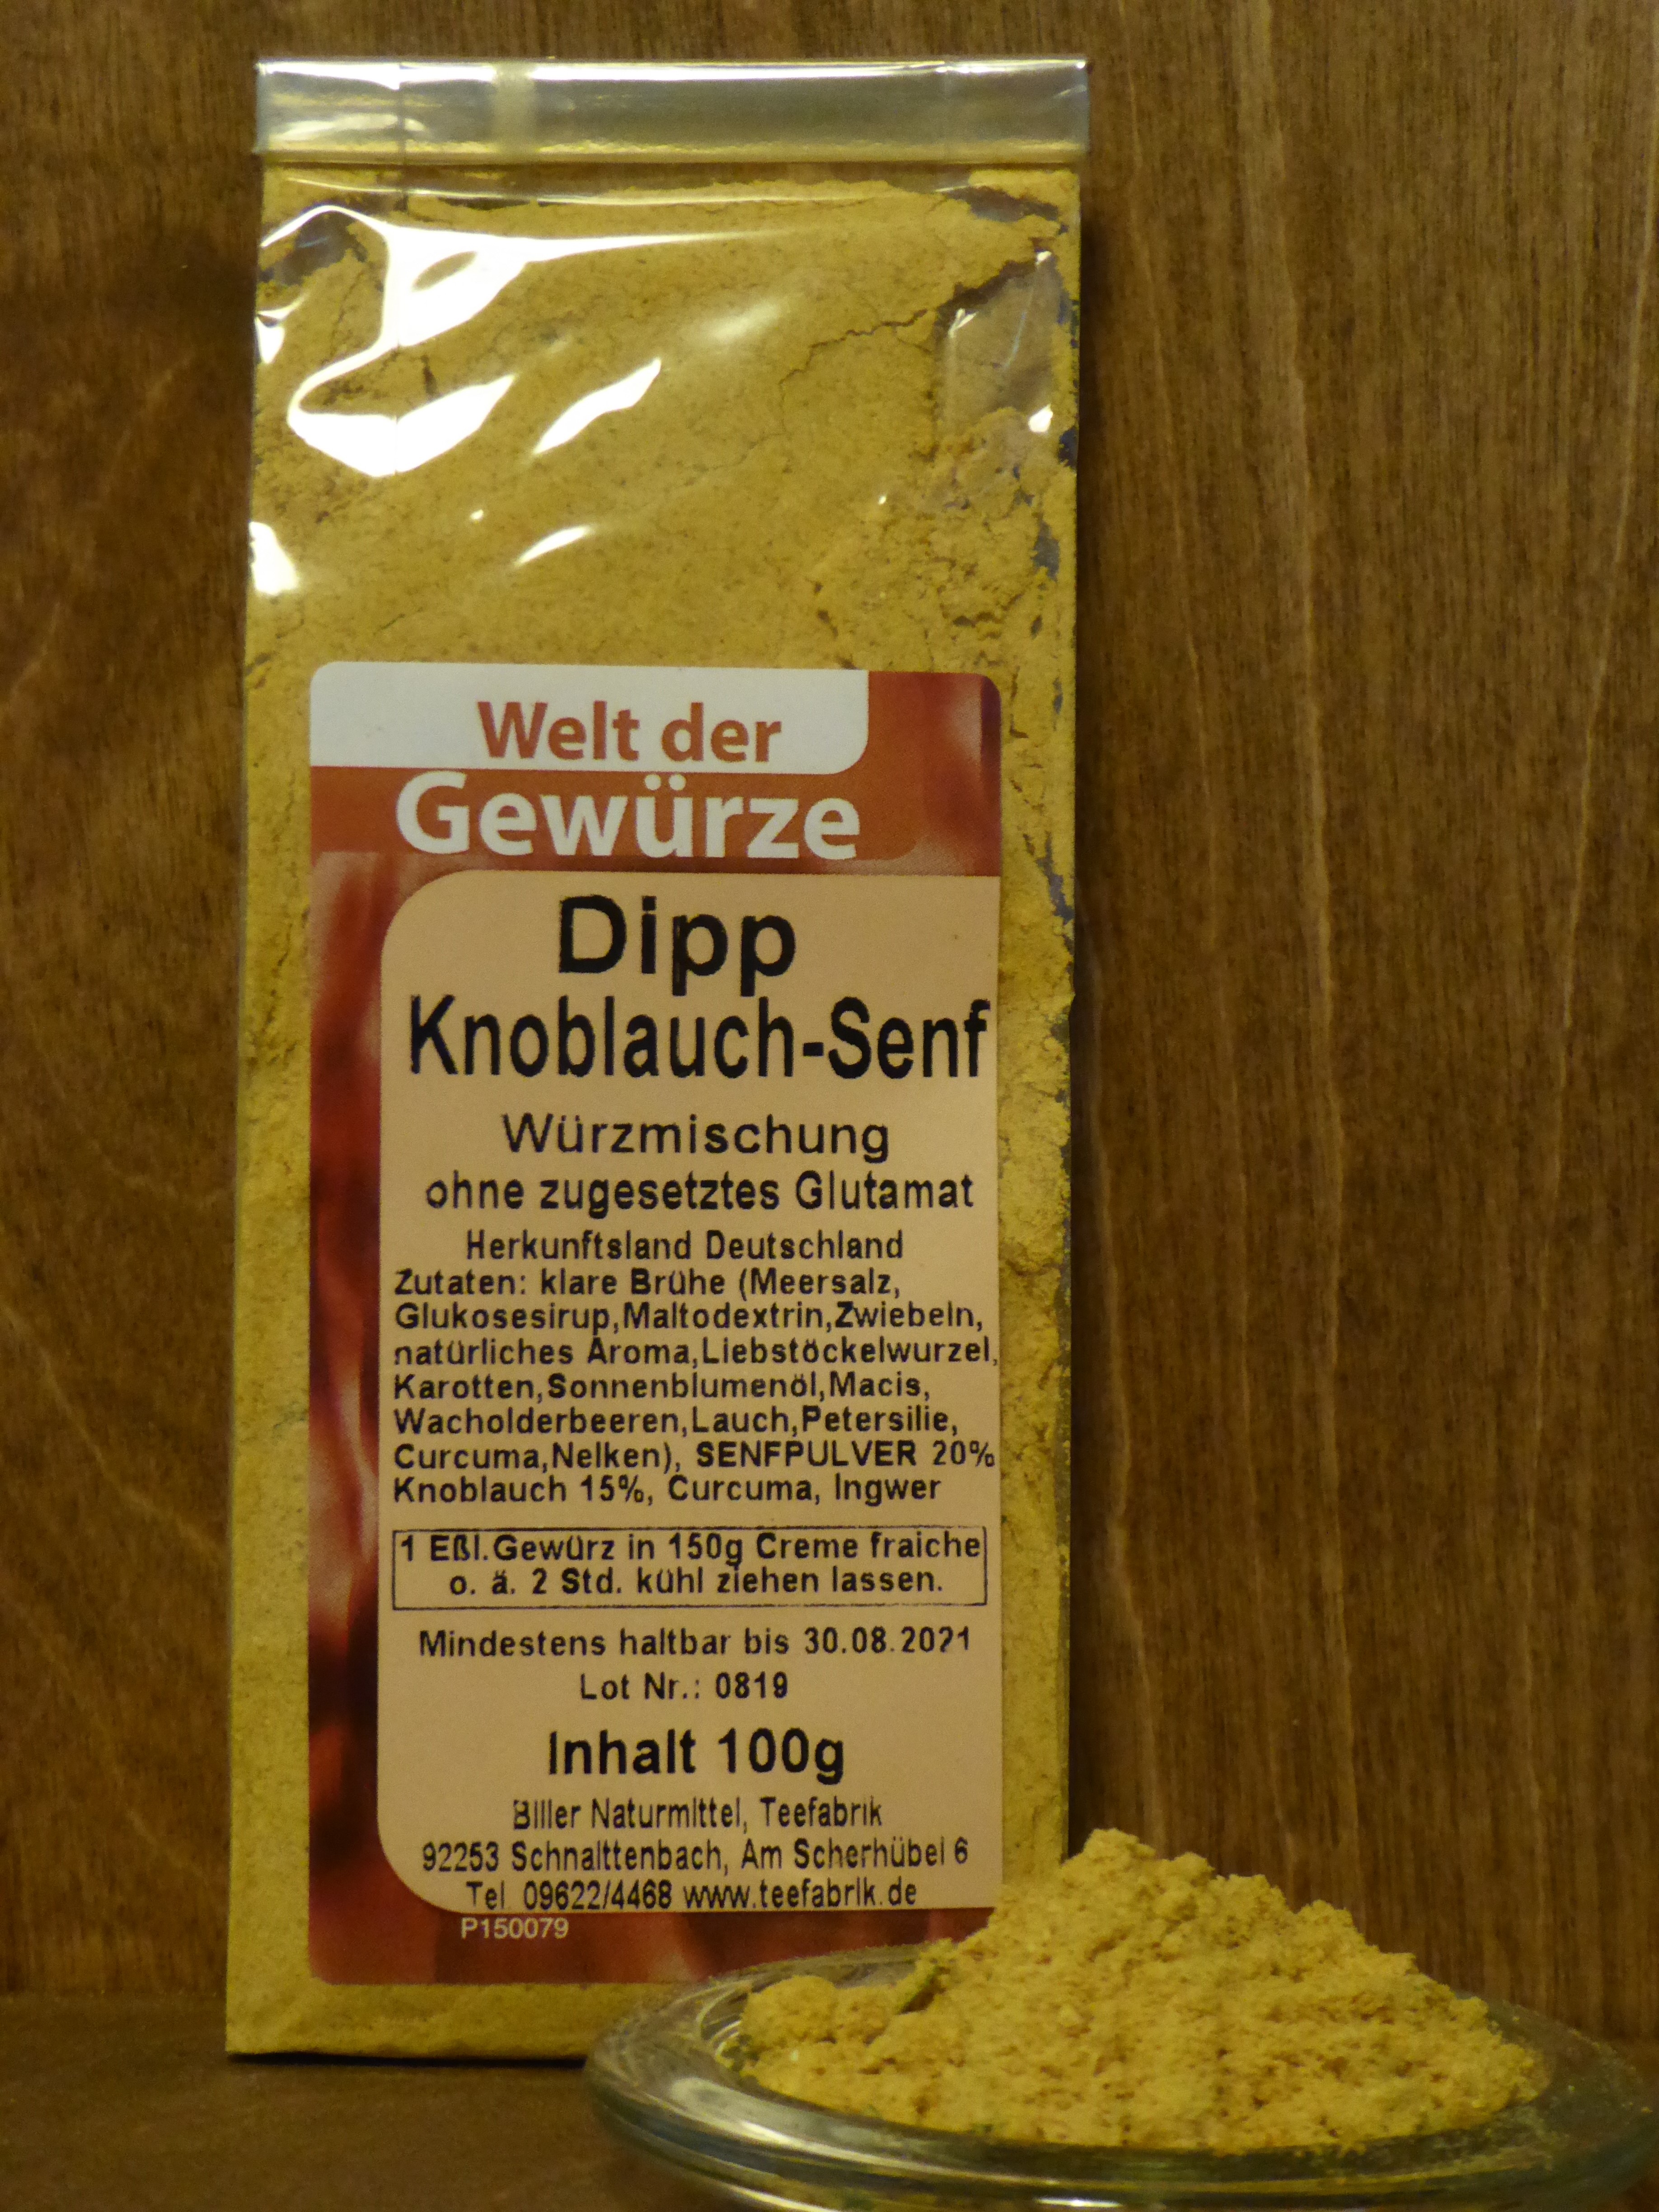 Welt der
Gewürze
Dipp
Knoblauch-Senf
Würzmischung
ohne zugesetztes Glutamat
Herkunftsland Deutschland
Zutaten: klare Brühe (Meersalz,
Glukosesirup,Maltodextrin,Zwiebeln,
natürliches Aroma,Liebstöckelwurzel,
Karotten,Sonnenblumenöl,Macis,
Wacholderbeeren,Lauch,Petersilie,
Curcuma,Nelken), SENFPULVER 20%
Knoblauch 15%, Curcuma, Ingwer
1 Eßl.Gewürz in 150g Creme fraiche
o. ä. 2 Std. kühl ziehen lassen.
Mindestens haltbar bis 30.08.2021
Lot Nr.: 0819
Inhalt 100g
Biller Naturmittel, Teefabrik
92253 Schnaittenbach, Am Scherhübel 6
Tel. 09622/4468 www.teefabrik.de
P150079